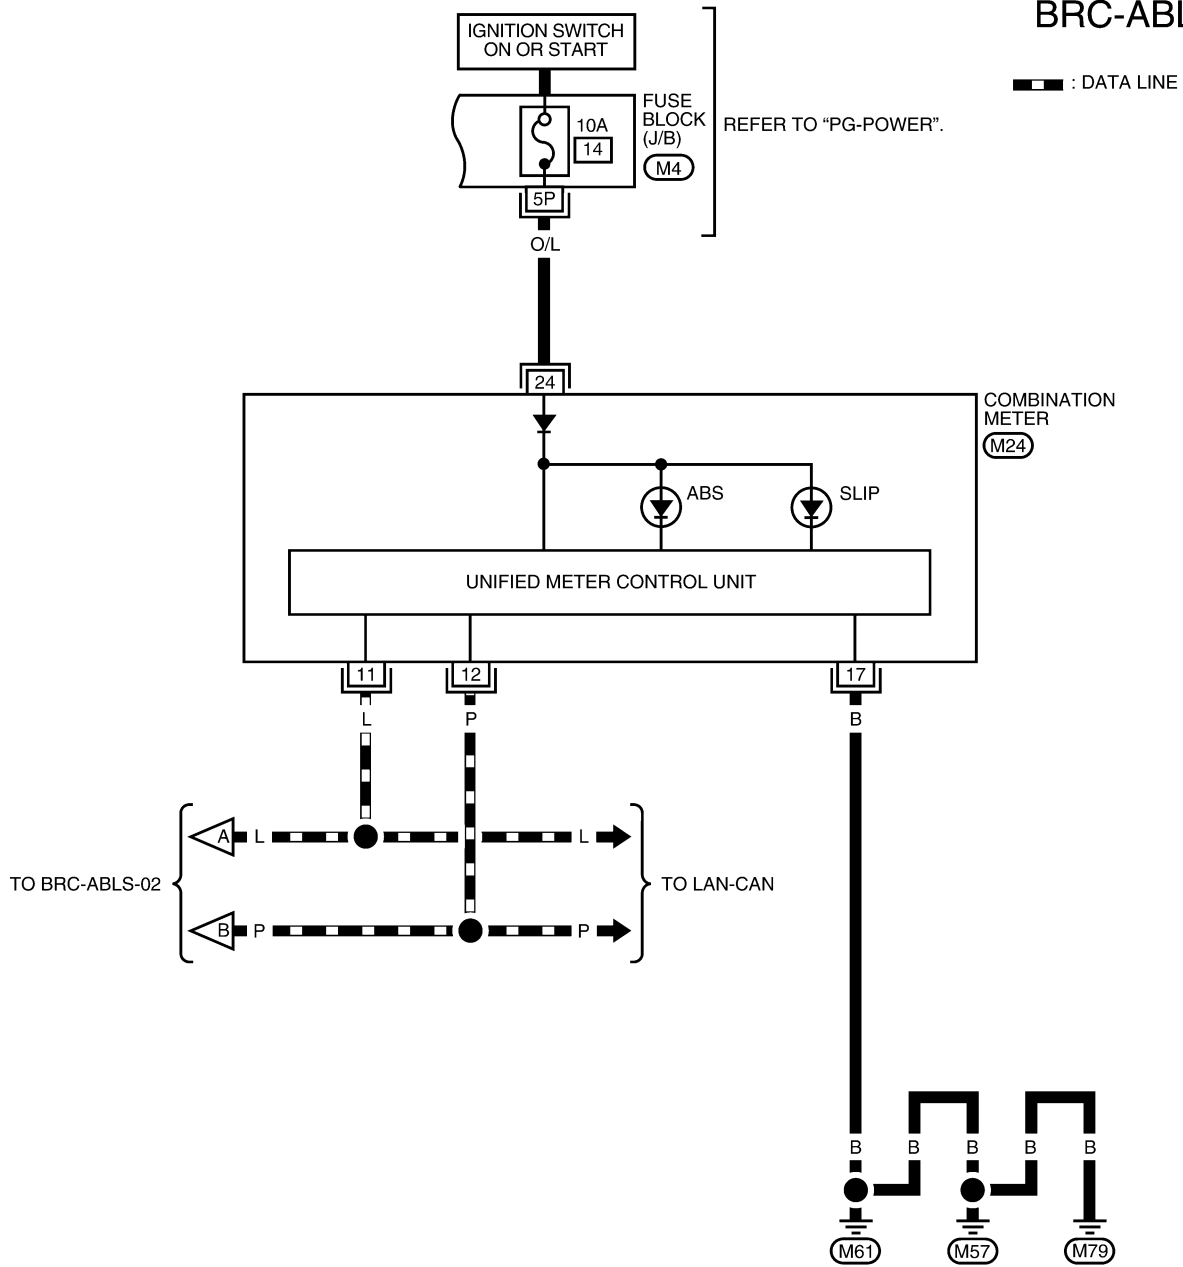 BRC-ABL
IGNITION SWITCH
ON OR START
: DATA LINE
FUSE
BLOCK
(J/B)
M4
10A
14
REFER TO “PG-POWER”.
5P
O/L
24
COMBINATION
METER
M24
ABS
SLIP
UNIFIED METER CONTROL UNIT
11
12
17
L
P
B
A
L
L
TO BRC-ABLS-02
TO LAN-CAN
B
P
P
B
B
B
B
B
M61
M57
M79